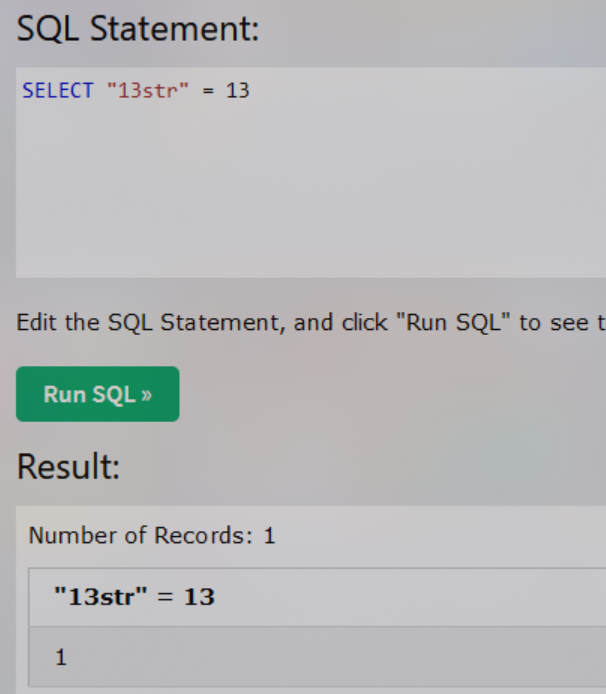 SQL Statement:
SELECT "13str" = 13
Edit the SQL Statement, and click "Run SQL" to see
Run SQL »
Result:
Number of Records: 1
"13str" = 13
1